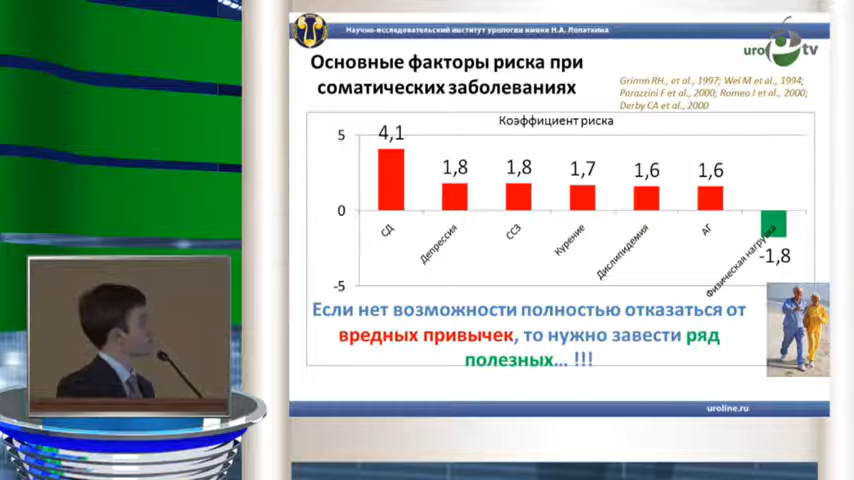 Научно-исследовательский институт урологии имени Н.А. Лопаткина
uro tv
Основные факторы риска при
соматических заболеваниях
Grimm RH., et al., 1997; Wei M et al., 1994;
Parazzini F et al., 2000; Romeo J et al., 2000;
Derby CA et al., 2000
Коэффициент риска
5
0
-5
4,1
1,8
1,8
1,7
1,6
1,6
-1,8
СД
Депрессия
ССЗ
Курение
Дислипидемия
АГ
Физическая нагрузка
Если нет возможности полностью отказаться от
вредных привычек, то нужно завести ряд
полезных... !!!
uroline.ru